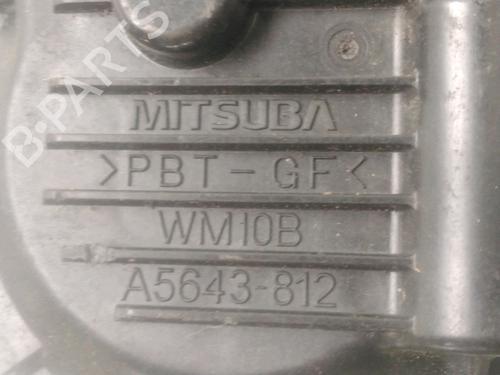 MITSUBA
>PBT-GF<
WM10B
A5643-812
B-PARTS